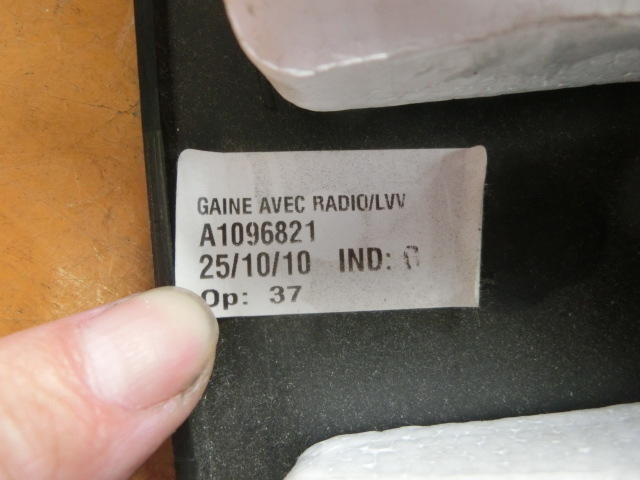 GAINE AVEC RADIO/LVV
A1096821
25/10/10 IND:
Op: 37